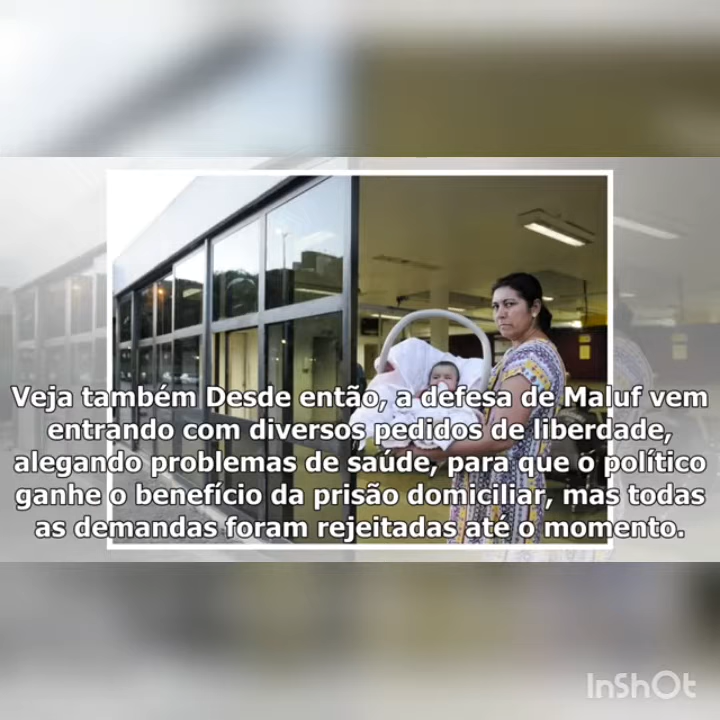 Veja também Desde então, a defesa de Maluf vem
entrando com diversos pedidos de liberdade,
alegando problemas de saúde, para que o político
ganhe o benefício da prisão domiciliar, mas todas
as demandas foram rejeitadas até o momento.
InShOt